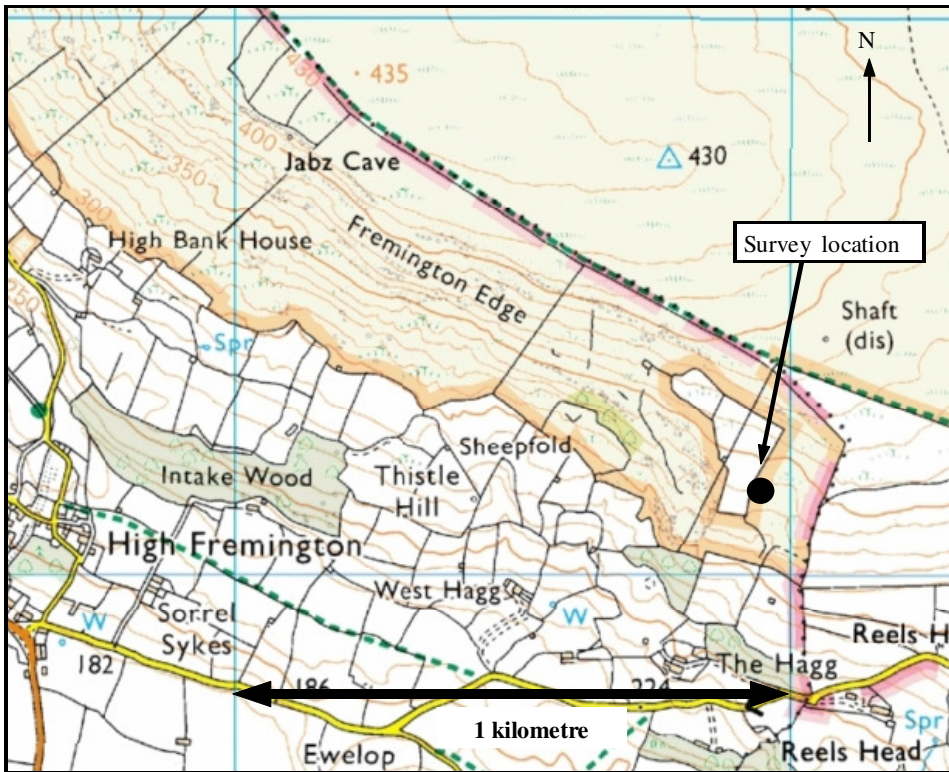 N
435
430
430
400
Jabz Cave
350
Fremington Edge
300
High Bank House
Survey location
250
Spr
Shaft
(dis)
Sheepfold
Intake Wood
Thistle
Hill
High Fremington
West Hagg
W
W
Sorrel
Sykes
Reels H
182
The Hagg
186
224
1 kilometre
Spr
Ewelop
Reels Head